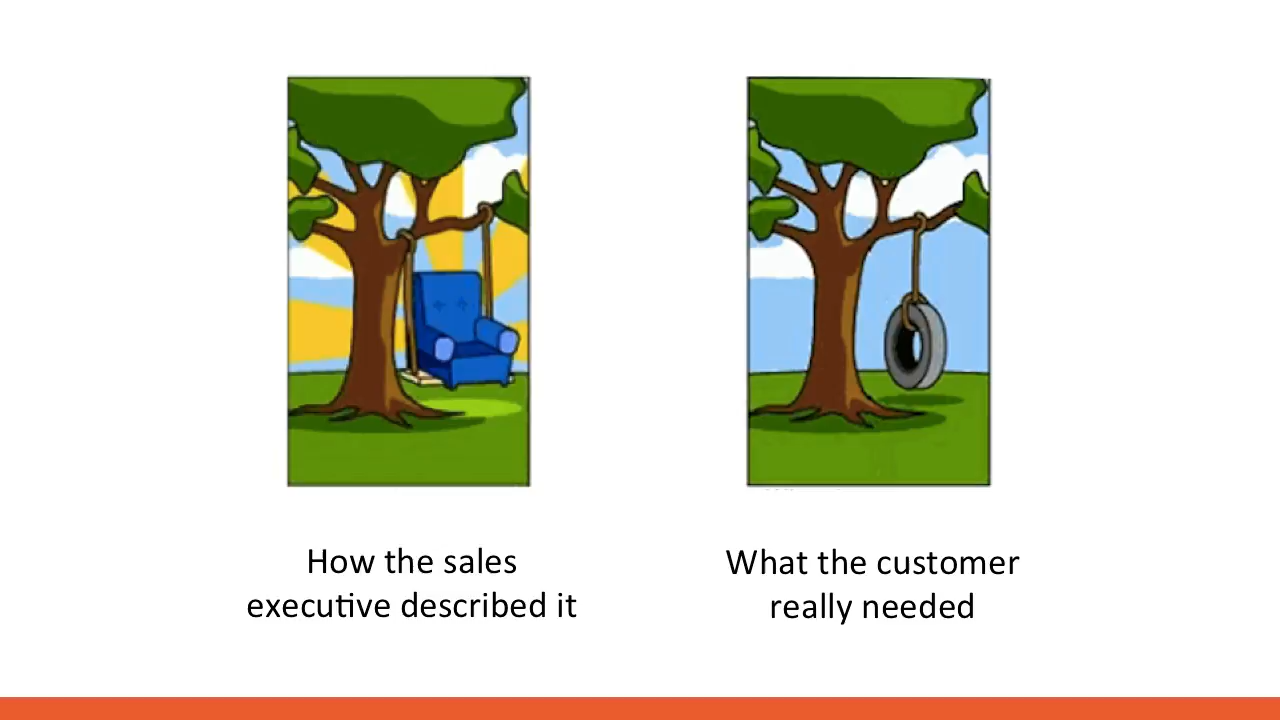 How the sales
executive described it
What the customer
really needed